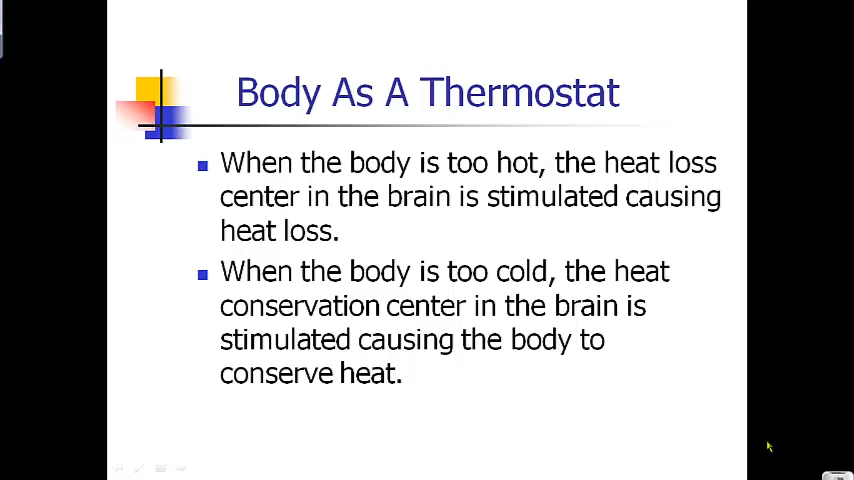 Body As A Thermostat
When the body is too hot, the heat loss
center in the brain is stimulated causing
heat loss.
When the body is too cold, the heat
conservation center in the brain is
stimulated causing the body to
conserve heat.